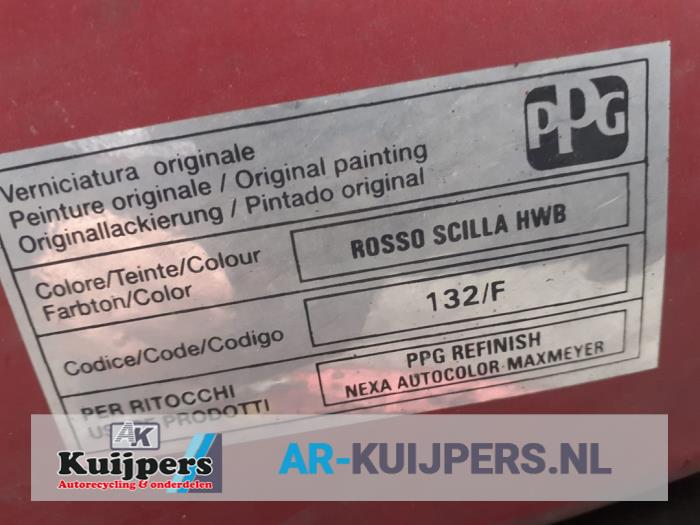 PPG
Verniciatura originale
Peinture originale / Original painting
Originallackierung / Pintado original
Colore/Teinte/Colour
Farbton/Color
ROSSO SCILLA HWB
Codice/Code/Codigo
132/F
PER RITOCCHI
PRODOTTI
PPG REFINISH
NEXA AUTOCOLOR-MAXMEYER
AK
Kuijpers
Autorecycling & onderdelen
AR-KUIJPERS.NL